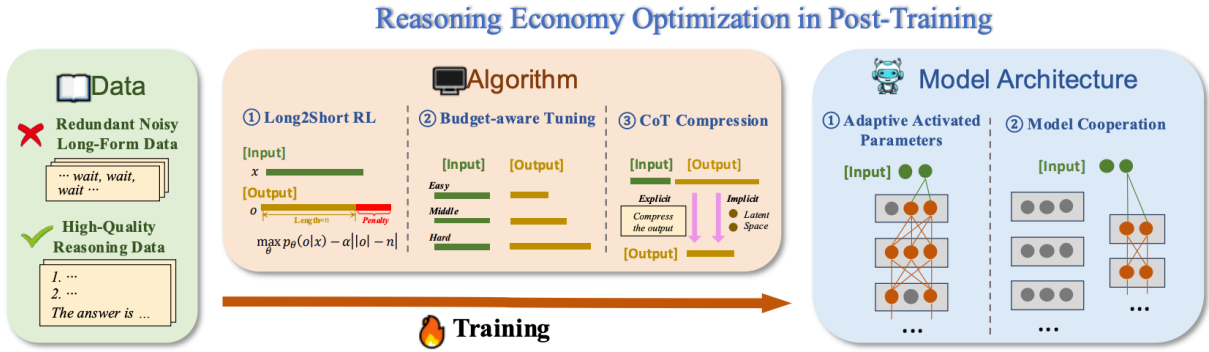 Reasoning Economy Optimization in Post-Training
Data
Redundant Noisy
Long-Form Data
··· wait, wait,
wait ···
High-Quality
Reasoning Data
1. ···
2. ···
The answer is ...
Algorithm
① Long2Short RL
[Input]
x
[Output]
o
Length=n
Penalty
max_θ p_θ(o|x) − α||o| − n|
② Budget-aware Tuning
[Input] [Output]
Easy
Middle
Hard
③ CoT Compression
[Input] [Output]
Explicit
Compress
the output
Implicit
Latent
Space
[Output]
Training
Model Architecture
① Adaptive Activated
Parameters
[Input]
...
② Model Cooperation
[Input]
...
...